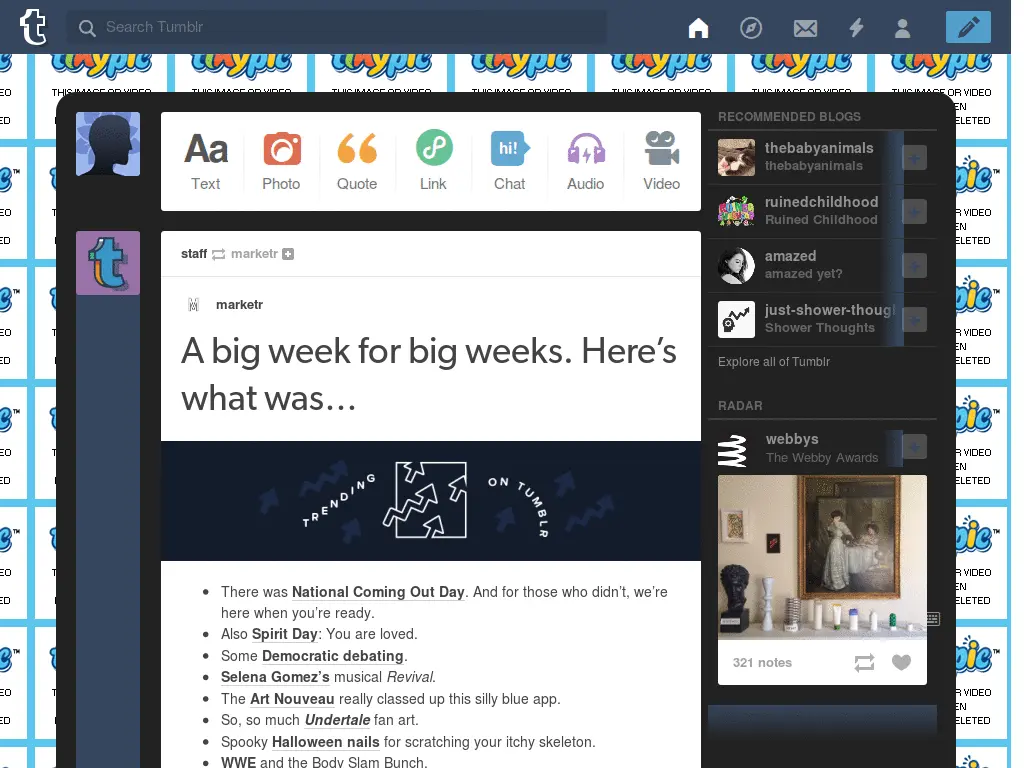 Search Tumblr
Text
Photo
Quote
Link
Chat
Audio
Video
Aa
hi!
staff marketr
marketr
A big week for big weeks. Here's
what was...
TRENDING
ON TUMBLR
There was National Coming Out Day. And for those who didn't, we're
here when you're ready.
Also Spirit Day: You are loved.
Some Democratic debating.
Selena Gomez's musical Revival.
The Art Nouveau really classed up this silly blue app.
So, so much Undertale fan art.
Spooky Halloween nails for scratching your itchy skeleton.
WWE and the Body Slam Bunch.
RECOMMENDED BLOGS
thebabyanimals
thebabyanimals
ruinedchildhood
Ruined Childhood
amazed
amazed yet?
just-shower-thoug
Shower Thoughts
Explore all of Tumblr
RADAR
webbys
The Webby Awards
321 notes
tinypic
THIS IMAGE OR VIDEO